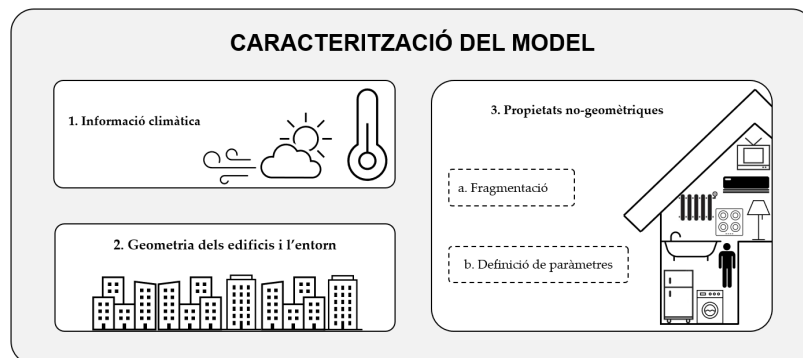 CARACTERITZACIÓ DEL MODEL
1. Informació climàtica
2. Geometria dels edificis i l'entorn
3. Propietats no-geomètriques
a. Fragmentació
b. Definició de paràmetres